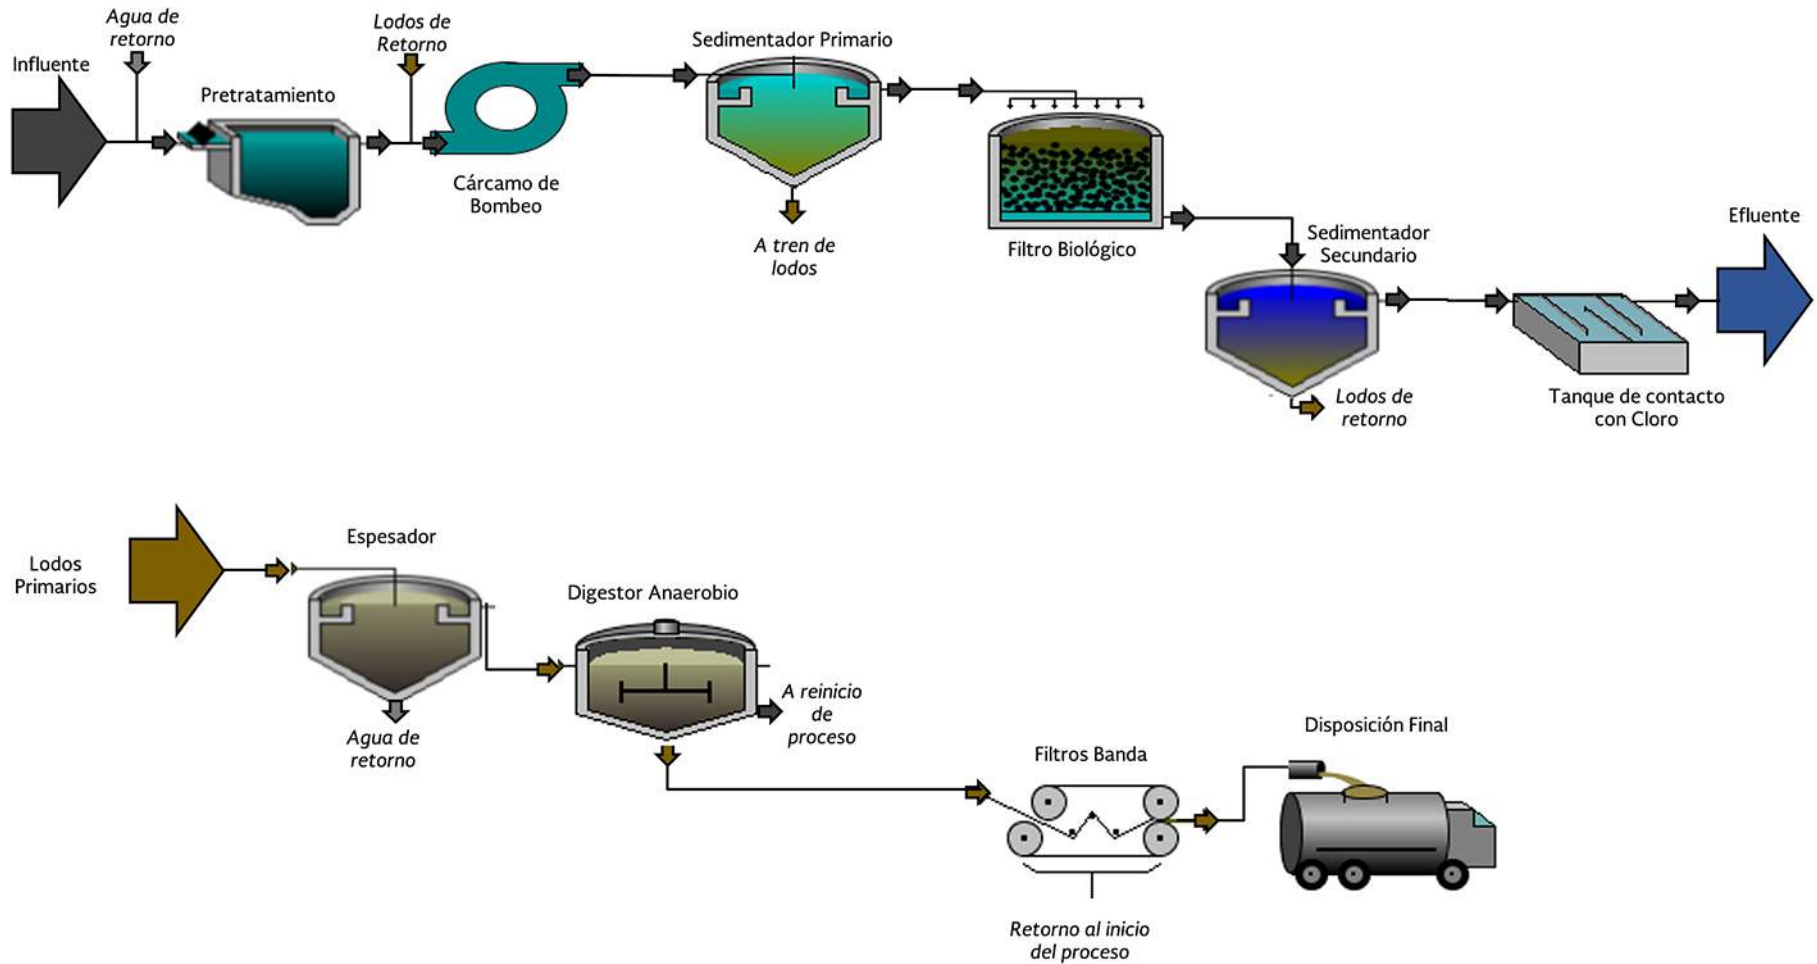 Influente
Agua de
retorno
Pretratamiento
Lodos de
Retorno
Cárcamo de
Bombeo
Sedimentador Primario
A tren de
lodos
Filtro Biológico
Sedimentador
Secundario
Lodos de
retorno
Tanque de contacto
con Cloro
Efluente
Lodos
Primarios
Espesador
Agua de
retorno
Digestor Anaerobio
A reinicio
de
proceso
Filtros Banda
Retorno al inicio
del proceso
Disposición Final